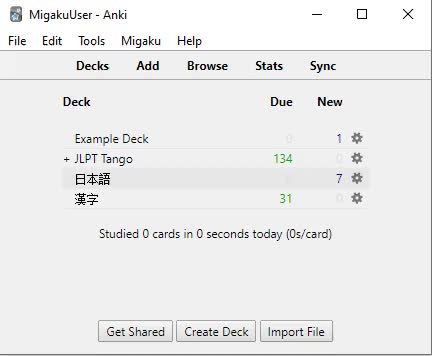 MigakuUser - Anki
File Edit Tools Migaku Help
Decks Add Browse Stats Sync
Deck Due New
Example Deck 0 1
+ JLPT Tango 134 0
日本語 0 7
漢字 31 0
Studied 0 cards in 0 seconds today (0s/card)
Get Shared Create Deck Import File